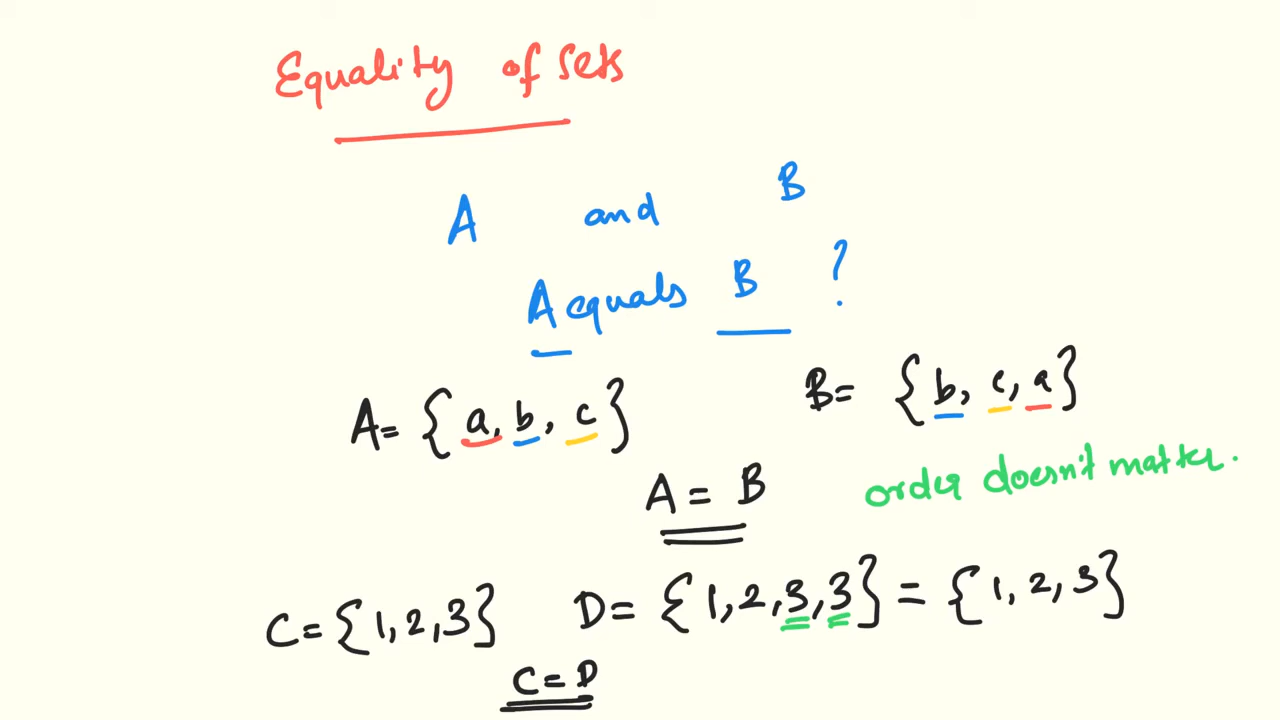 Equality of sets
A and B
A equals B ?
A= {a, b, c} B= {b, c, a}
A = B order doesn't matter.
C= {1, 2, 3} D= {1, 2, 3, 3} = {1, 2, 3}
C = D